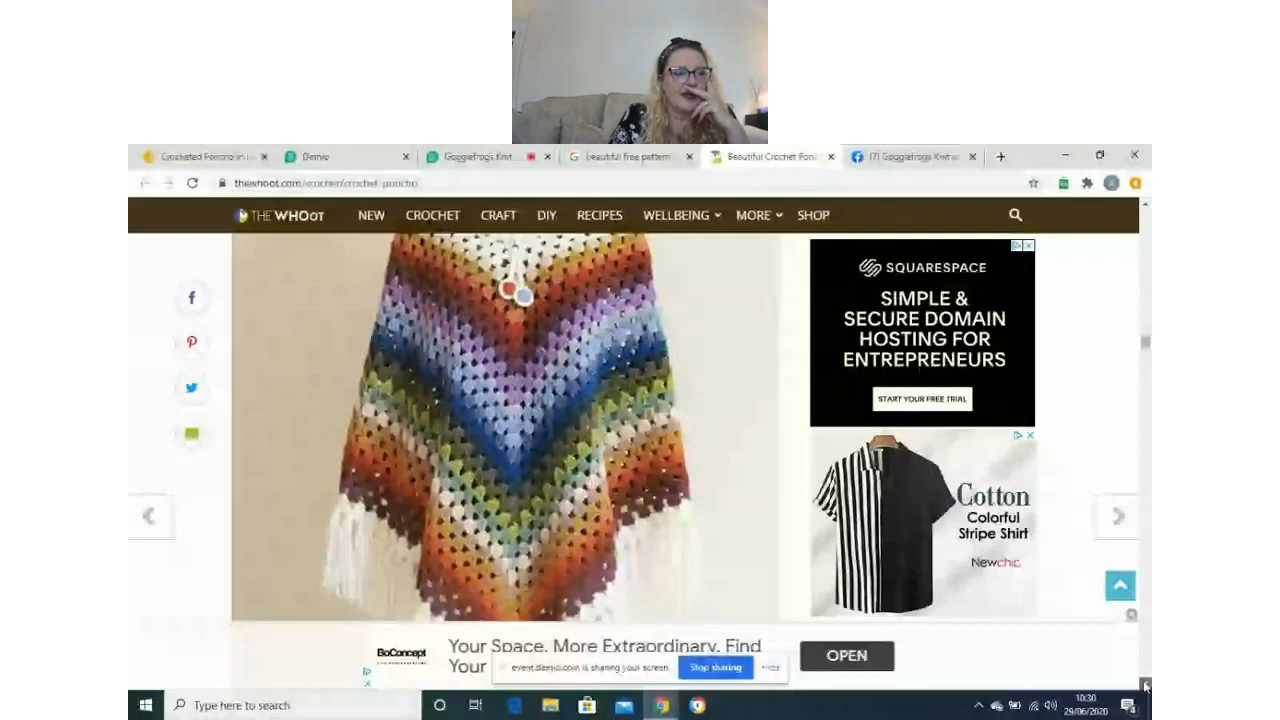 Crocheted Poncho in
Demio
Gogglefrogs Knit
beautiful free pattern
Beautiful Crochet Pon
(7) Gogglefrogs Knit
thewhoot.com/crochet/crochet-poncho
THE WHOOT
NEW
CROCHET
CRAFT
DIY
RECIPES
WELLBEING
MORE
SHOP
SQUARESPACE
SIMPLE &
SECURE DOMAIN
HOSTING FOR
ENTREPRENEURS
START YOUR FREE TRIAL
Cotton
Colorful
Stripe Shirt
Newchic
BoConcept
Your Space. More Extraordinary. Find
Your
OPEN
event.demio.com is sharing your screen
Stop sharing
Hide
Type here to search
10:30
29/06/2020